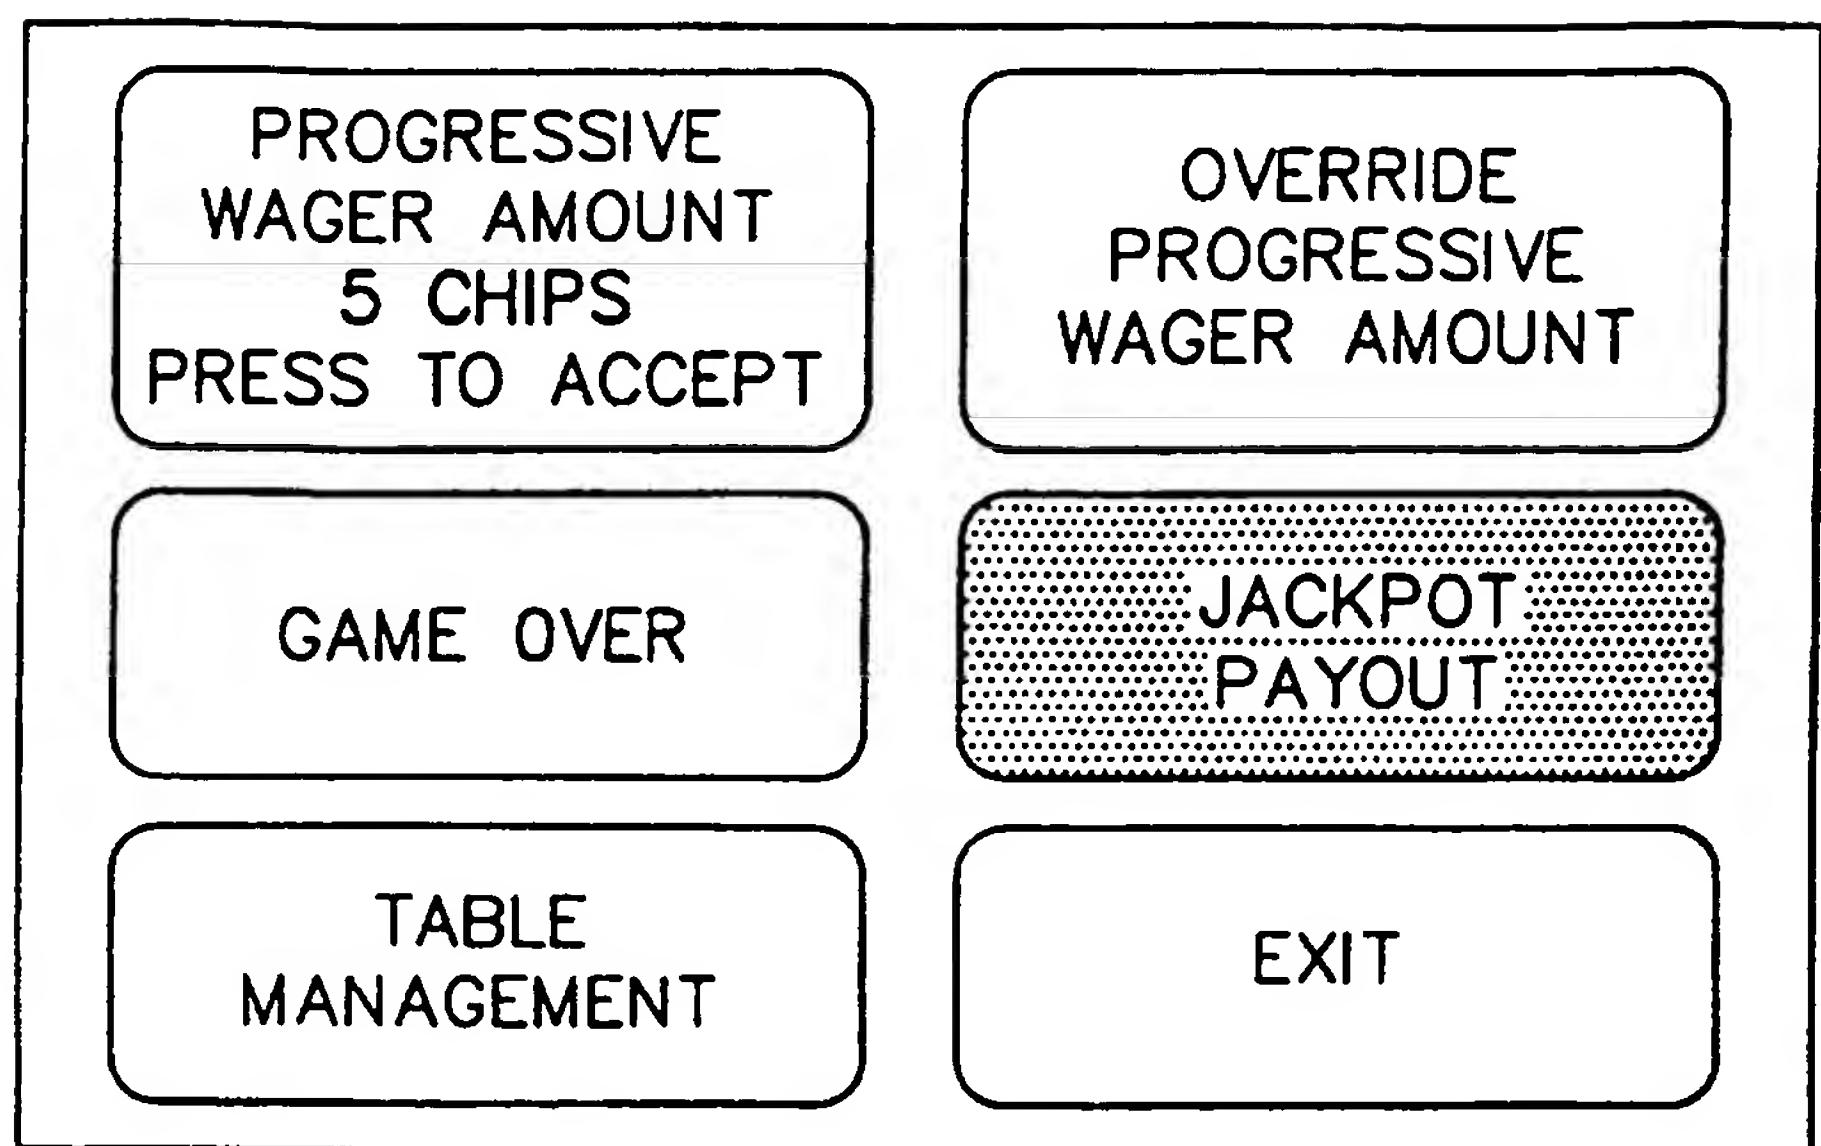 PROGRESSIVE
WAGER AMOUNT
5 CHIPS
PRESS TO ACCEPT
OVERRIDE
PROGRESSIVE
WAGER AMOUNT
GAME OVER
JACKPOT
PAYOUT
TABLE
MANAGEMENT
EXIT